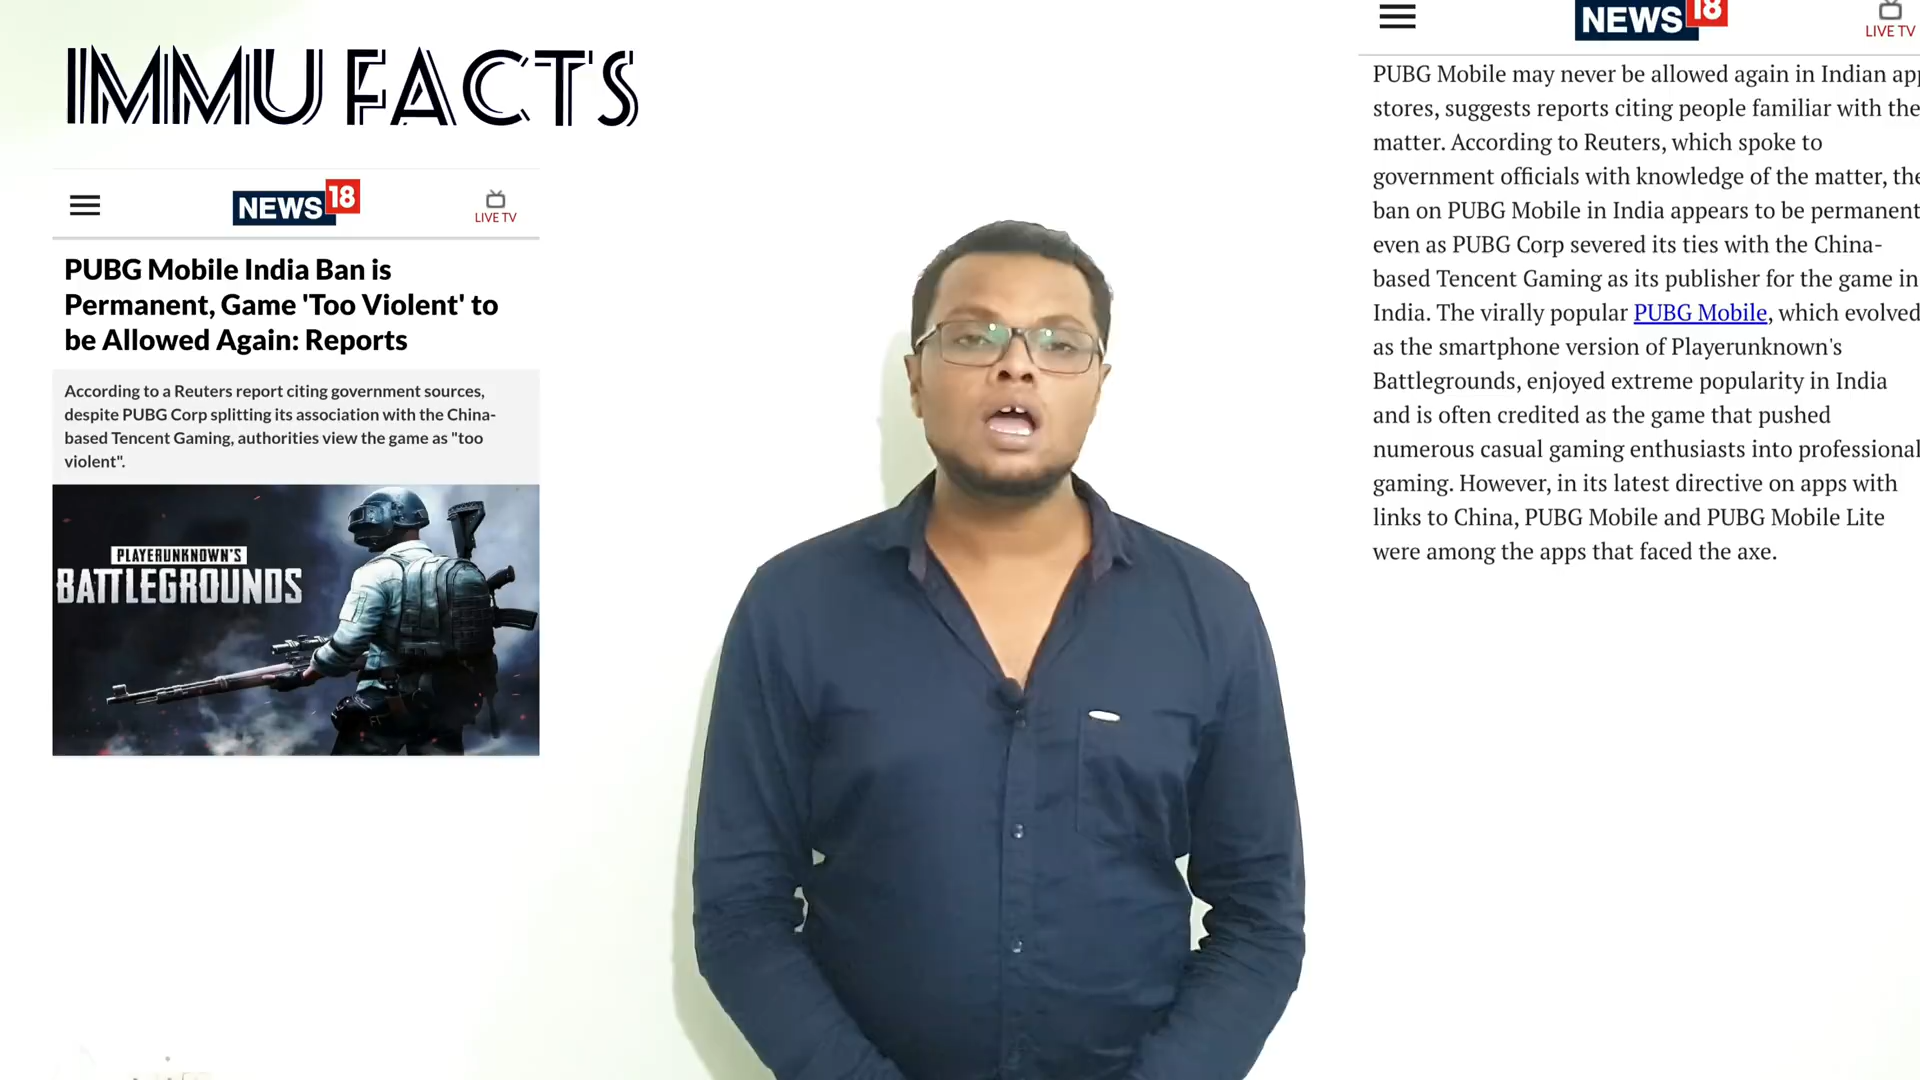 IMMU FACTS
NEWS 18
LIVE TV
PUBG Mobile India Ban is
Permanent, Game 'Too Violent' to
be Allowed Again: Reports
According to a Reuters report citing government sources,
despite PUBG Corp splitting its association with the China-
based Tencent Gaming, authorities view the game as "too
violent".
PLAYERUNKNOWN'S
BATTLEGROUNDS
NEWS 18
LIVE TV
PUBG Mobile may never be allowed again in Indian app
stores, suggests reports citing people familiar with the
matter. According to Reuters, which spoke to
government officials with knowledge of the matter, the
ban on PUBG Mobile in India appears to be permanent
even as PUBG Corp severed its ties with the China-
based Tencent Gaming as its publisher for the game in
India. The virally popular PUBG Mobile, which evolved
as the smartphone version of Playerunknown's
Battlegrounds, enjoyed extreme popularity in India
and is often credited as the game that pushed
numerous casual gaming enthusiasts into professional
gaming. However, in its latest directive on apps with
links to China, PUBG Mobile and PUBG Mobile Lite
were among the apps that faced the axe.